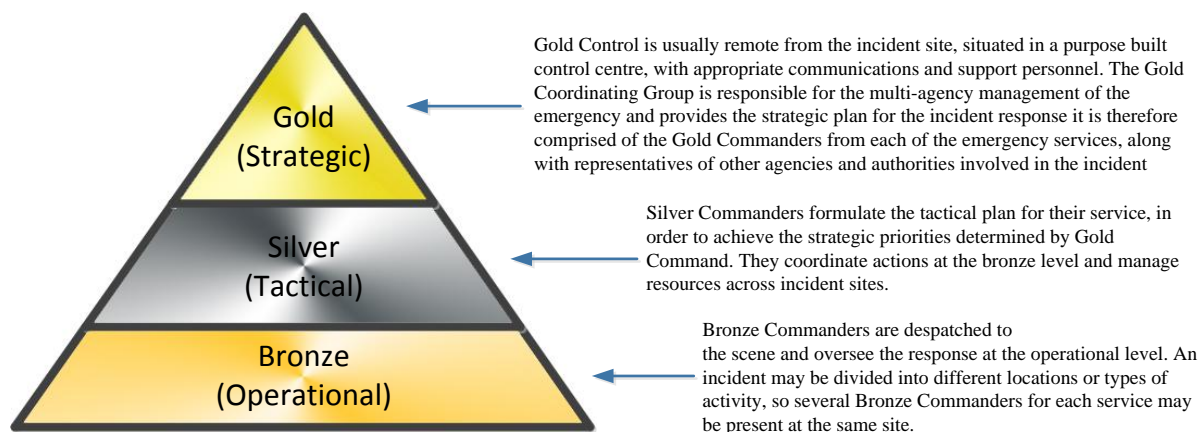 Gold
(Strategic)
Gold Control is usually remote from the incident site, situated in a purpose built
control centre, with appropriate communications and support personnel. The Gold
Coordinating Group is responsible for the multi-agency management of the
emergency and provides the strategic plan for the incident response it is therefore
comprised of the Gold Commanders from each of the emergency services, along
with representatives of other agencies and authorities involved in the incident
Silver
(Tactical)
Silver Commanders formulate the tactical plan for their service, in
order to achieve the strategic priorities determined by Gold
Command. They coordinate actions at the bronze level and manage
resources across incident sites.
Bronze
(Operational)
Bronze Commanders are despatched to
the scene and oversee the response at the operational level. An
incident may be divided into different locations or types of
activity, so several Bronze Commanders for each service may
be present at the same site.